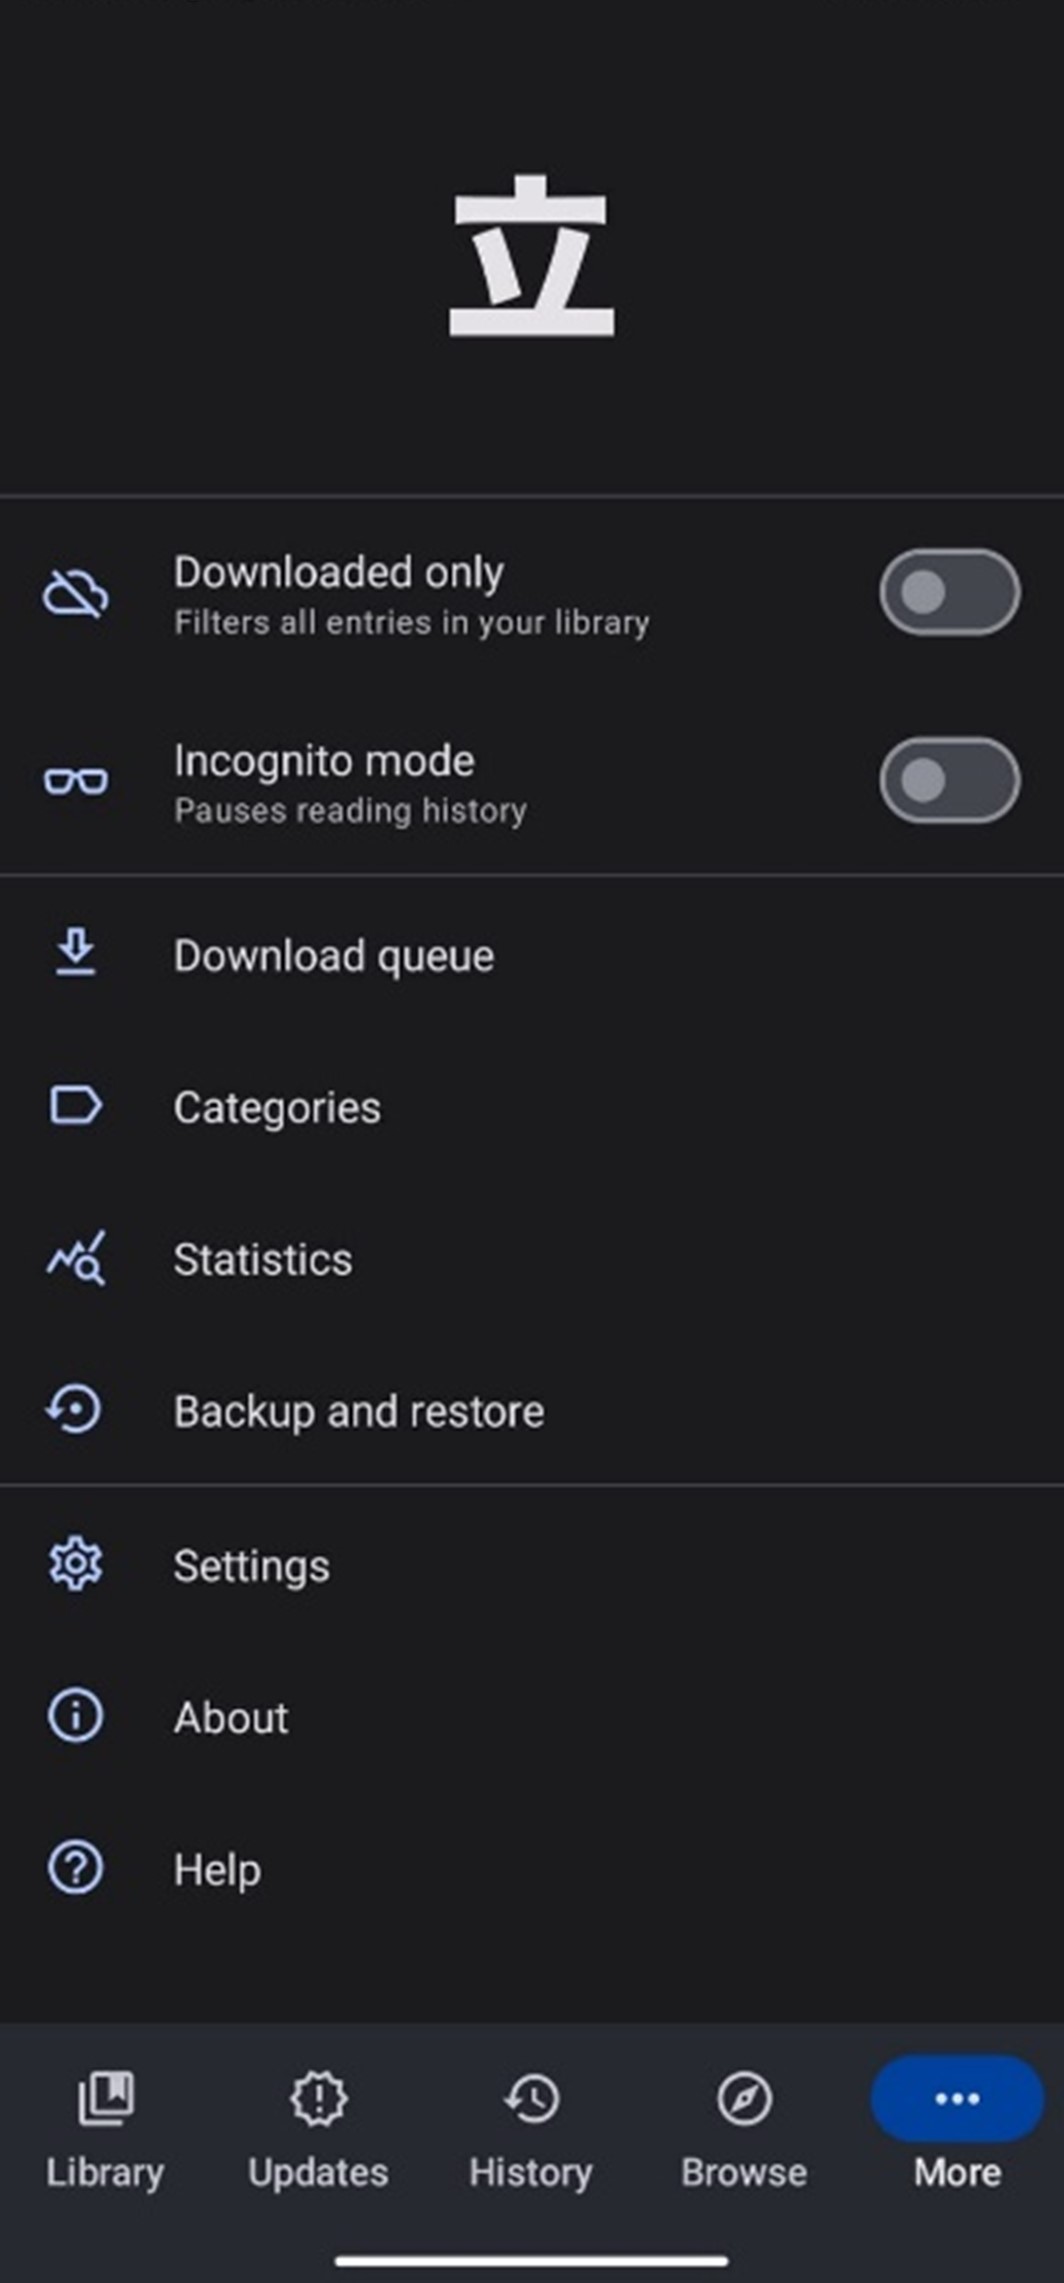 立
Downloaded only
Filters all entries in your library
Incognito mode
Pauses reading history
Download queue
Categories
Statistics
Backup and restore
Settings
About
Help
Library
Updates
History
Browse
More